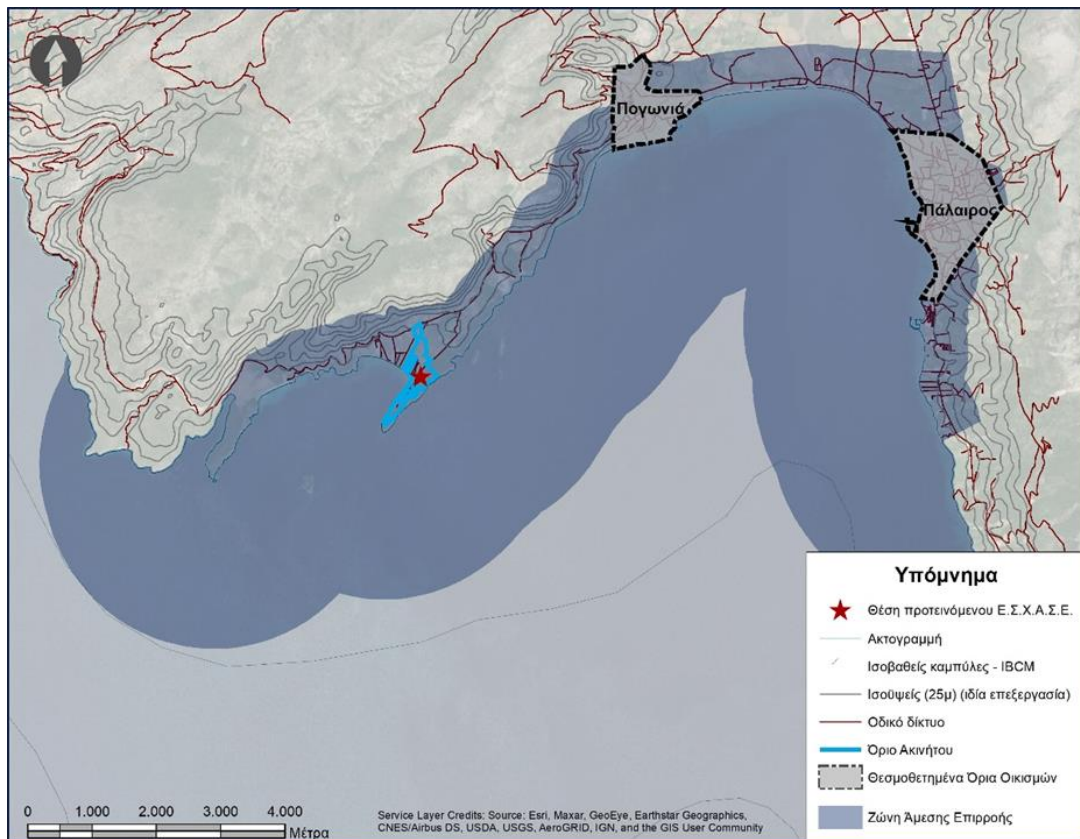 Πογωνιά
Πάλαιρος
Υπόμνημα
Θέση προτεινόμενου Ε.Σ.Χ.Α.Σ.Ε.
Ακτογραμμή
Ισοβαθείς καμπύλες - IBCM
Ισοϋψείς (25μ) (ιδία επεξεργασία)
Οδικό δίκτυο
Όριο Ακινήτου
Θεσμοθετημένα Όρια Οικισμών
Ζώνη Άμεσης Επιρροής
0 1.000 2.000 3.000 4.000
Μέτρα
Service Layer Credits: Source: Esri, Maxar, GeoEye, Earthstar Geographics,
CNES/Airbus DS, USDA, USGS, AeroGRID, IGN, and the GIS User Community